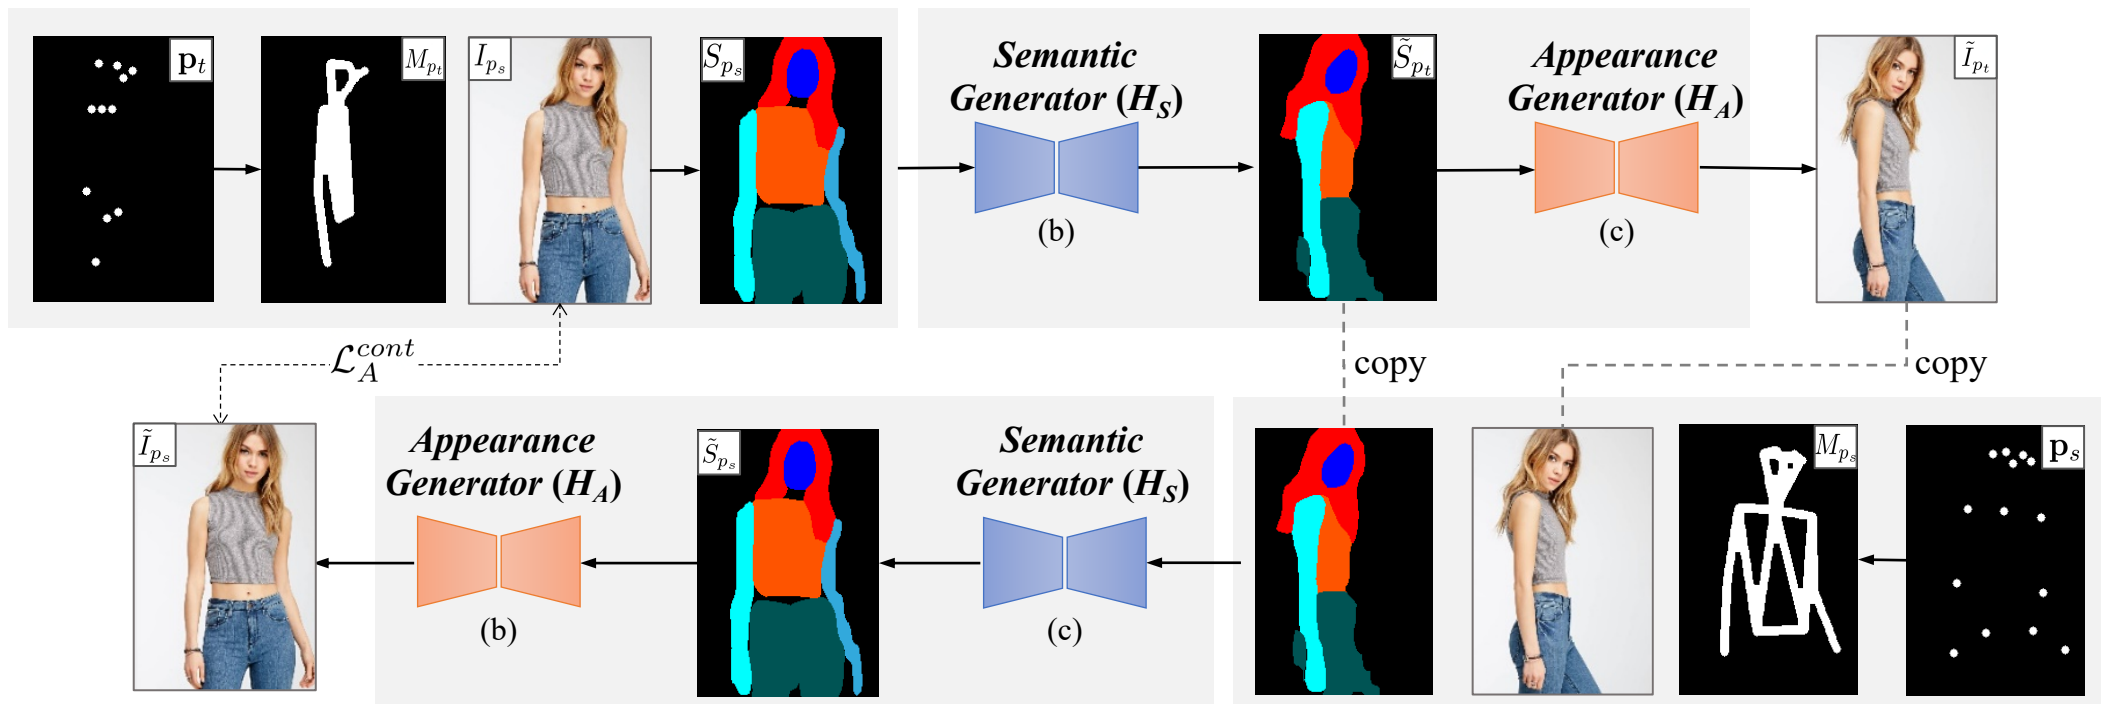 p_t
M_{p_t}
I_{p_s}
S_{p_s}
Semantic
Generator (H_S)
(b)
S̃_{p_t}
Appearance
Generator (H_A)
(c)
Ĩ_{p_t}
ℒ_A^{cont}
copy
copy
Ĩ_{p_s}
Appearance
Generator (H_A)
(b)
S̃_{p_s}
Semantic
Generator (H_S)
(c)
M_{p_s}
p_s